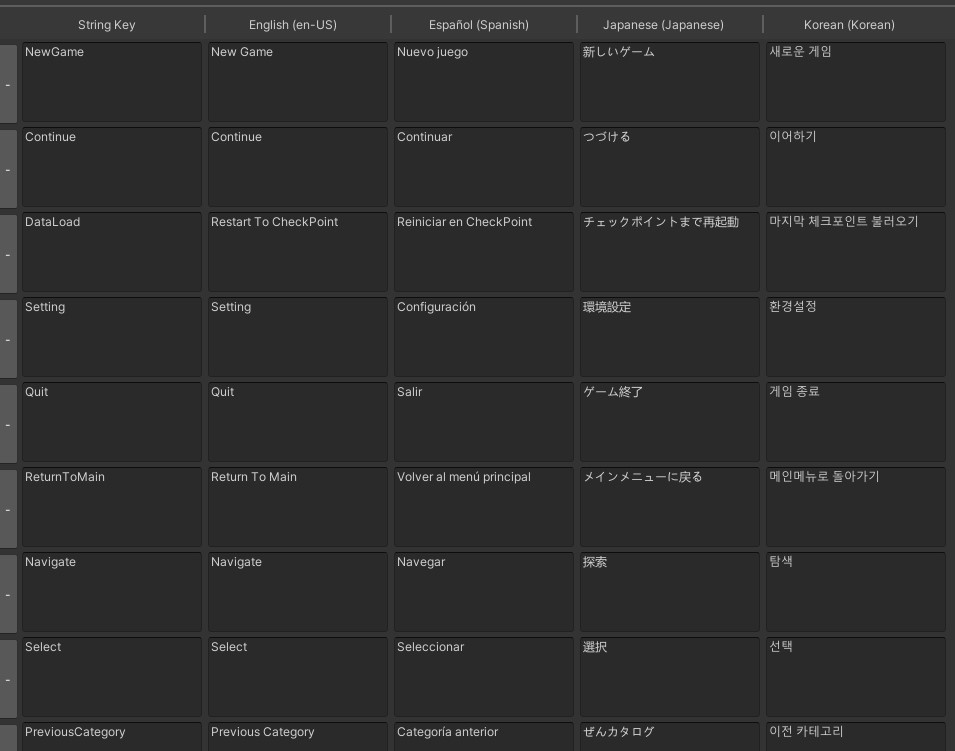 String Key
English (en-US)
Español (Spanish)
Japanese (Japanese)
Korean (Korean)
-
NewGame
New Game
Nuevo juego
新しいゲーム
새로운 게임
-
Continue
Continue
Continuar
つづける
이어하기
-
DataLoad
Restart To CheckPoint
Reiniciar en CheckPoint
チェックポイントまで再起動
마지막 체크포인트 불러오기
-
Setting
Setting
Configuración
環境設定
환경설정
-
Quit
Quit
Salir
ゲーム終了
게임 종료
-
ReturnToMain
Return To Main
Volver al menú principal
メインメニューに戻る
메인메뉴로 돌아가기
-
Navigate
Navigate
Navegar
探索
탐색
-
Select
Select
Seleccionar
選択
선택
PreviousCategory
Previous Category
Categoría anterior
ぜんカタログ
이전 카테고리